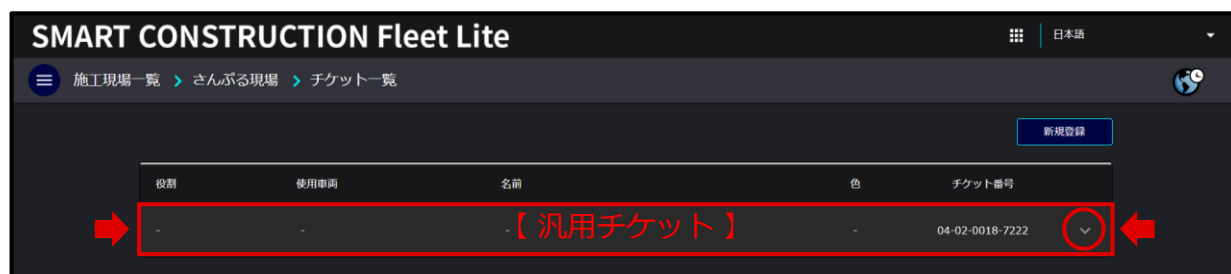 SMART CONSTRUCTION Fleet Lite
日本語
施工現場一覧 > さんぷる現場 > チケット一覧
新規登録
役割 使用車両 名前 色 チケット番号
- - -【 汎用チケット 】 - 04-02-0018-7222